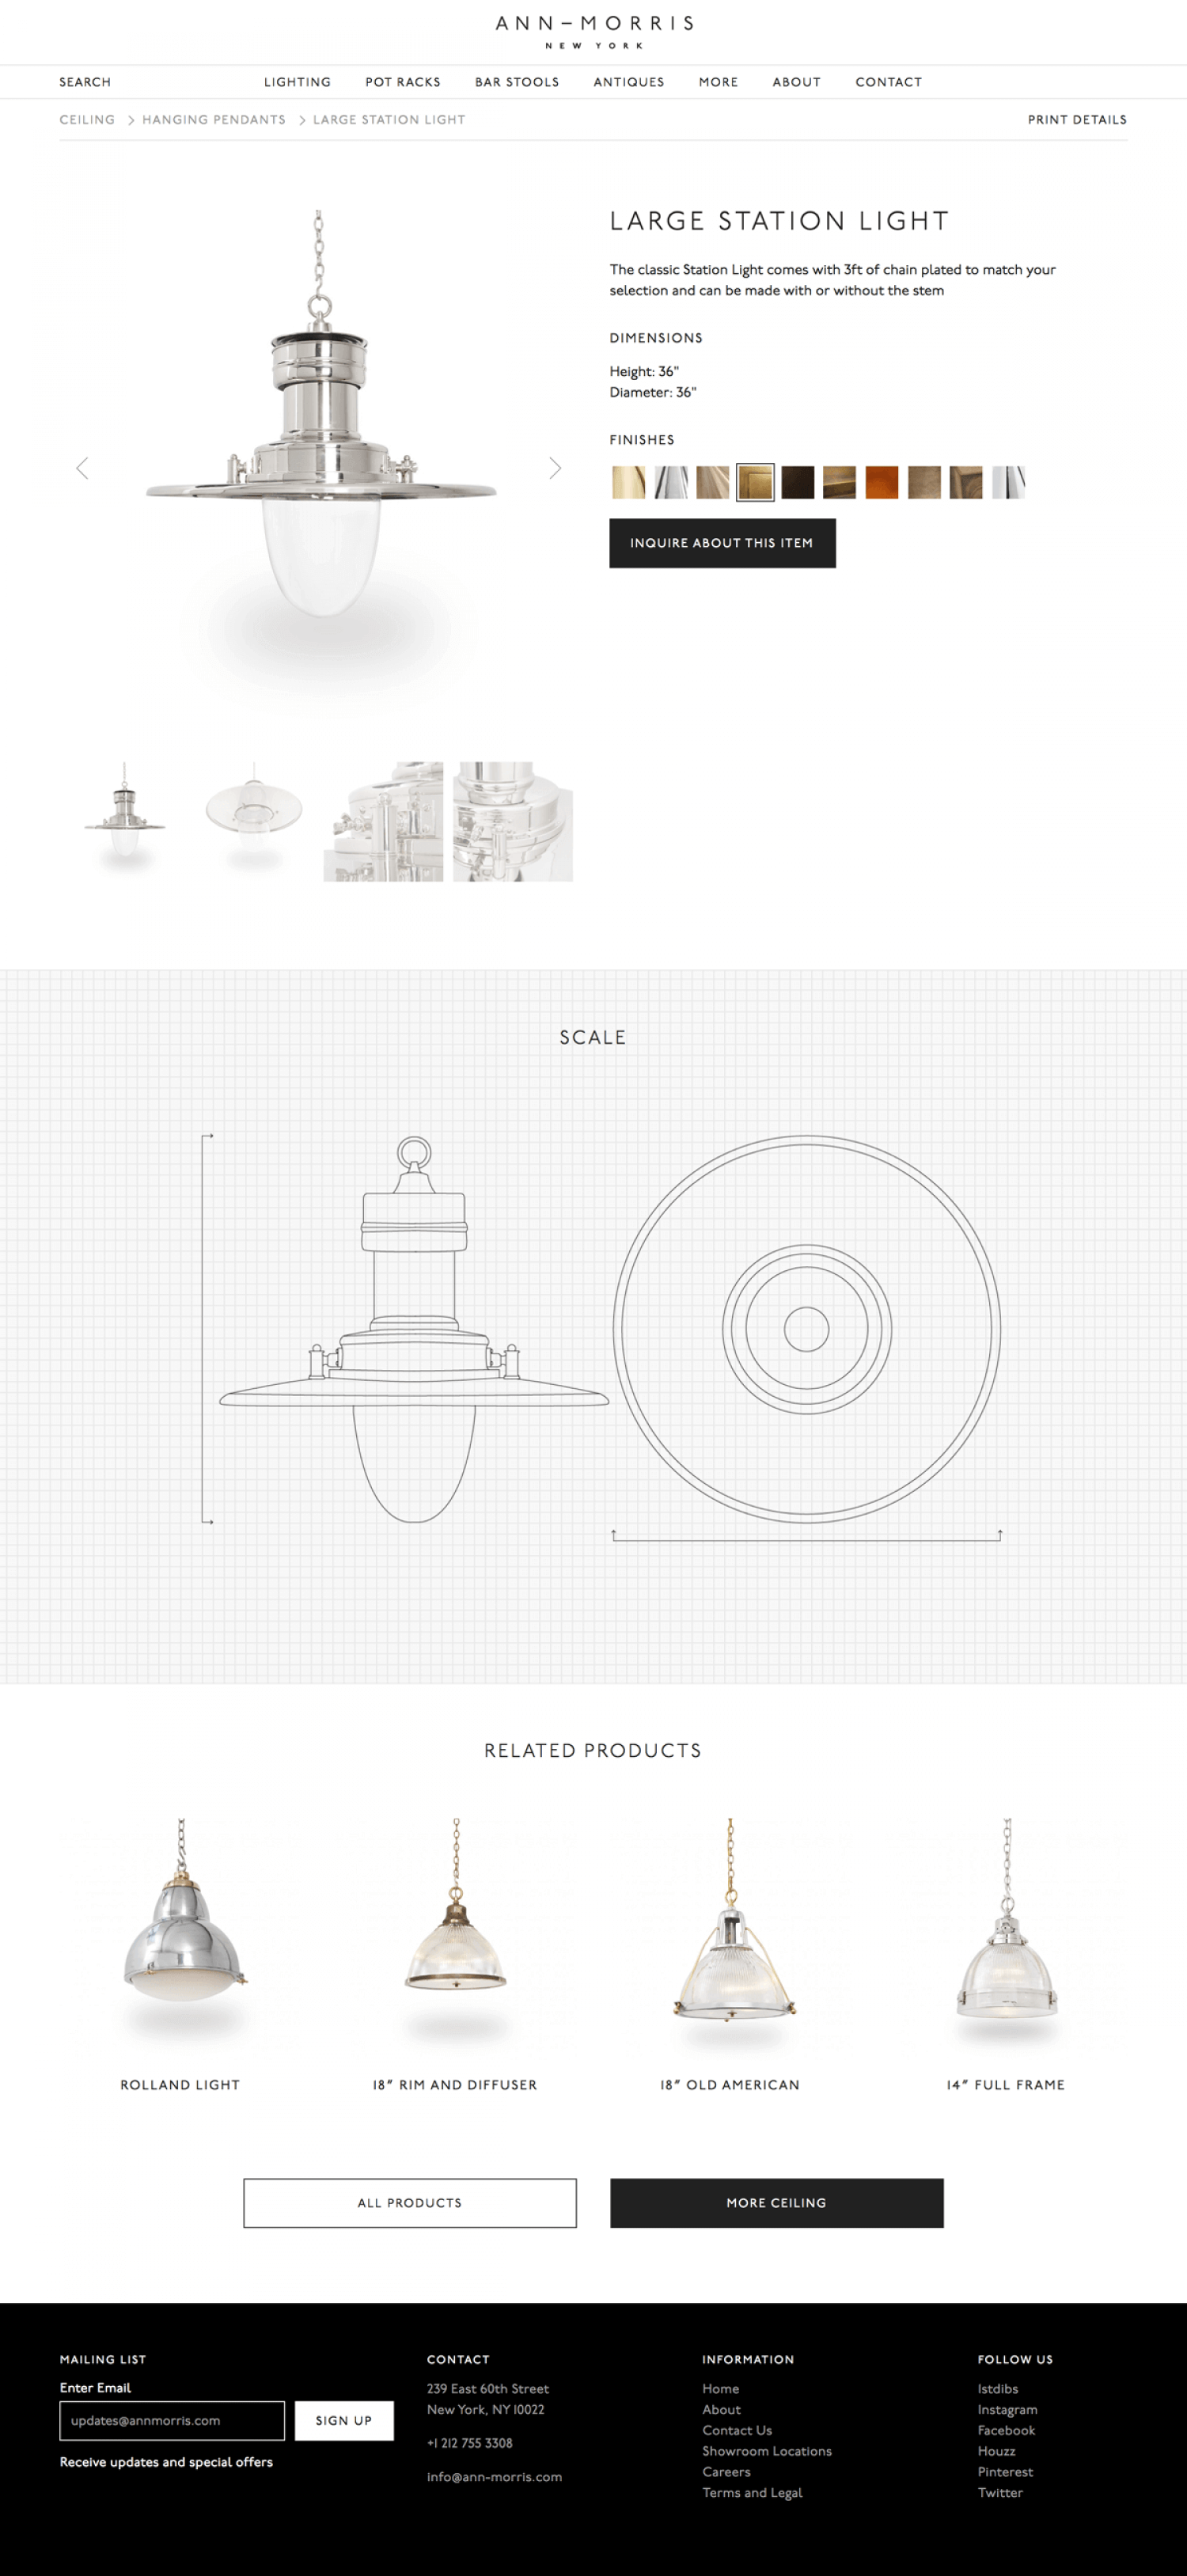 ANN–MORRIS
NEW YORK
SEARCH
LIGHTING
POT RACKS
BAR STOOLS
ANTIQUES
MORE
ABOUT
CONTACT
CEILING > HANGING PENDANTS > LARGE STATION LIGHT
PRINT DETAILS
LARGE STATION LIGHT
The classic Station Light comes with 3ft of chain plated to match your
selection and can be made with or without the stem
DIMENSIONS
Height: 36"
Diameter: 36"
FINISHES
INQUIRE ABOUT THIS ITEM
SCALE
RELATED PRODUCTS
ROLLAND LIGHT
18″ RIM AND DIFFUSER
18″ OLD AMERICAN
14″ FULL FRAME
ALL PRODUCTS
MORE CEILING
MAILING LIST
Enter Email
updates@annmorris.com
SIGN UP
Receive updates and special offers
CONTACT
239 East 60th Street
New York, NY 10022
+1 212 755 3308
info@ann-morris.com
INFORMATION
Home
About
Contact Us
Showroom Locations
Careers
Terms and Legal
FOLLOW US
1stdibs
Instagram
Facebook
Houzz
Pinterest
Twitter